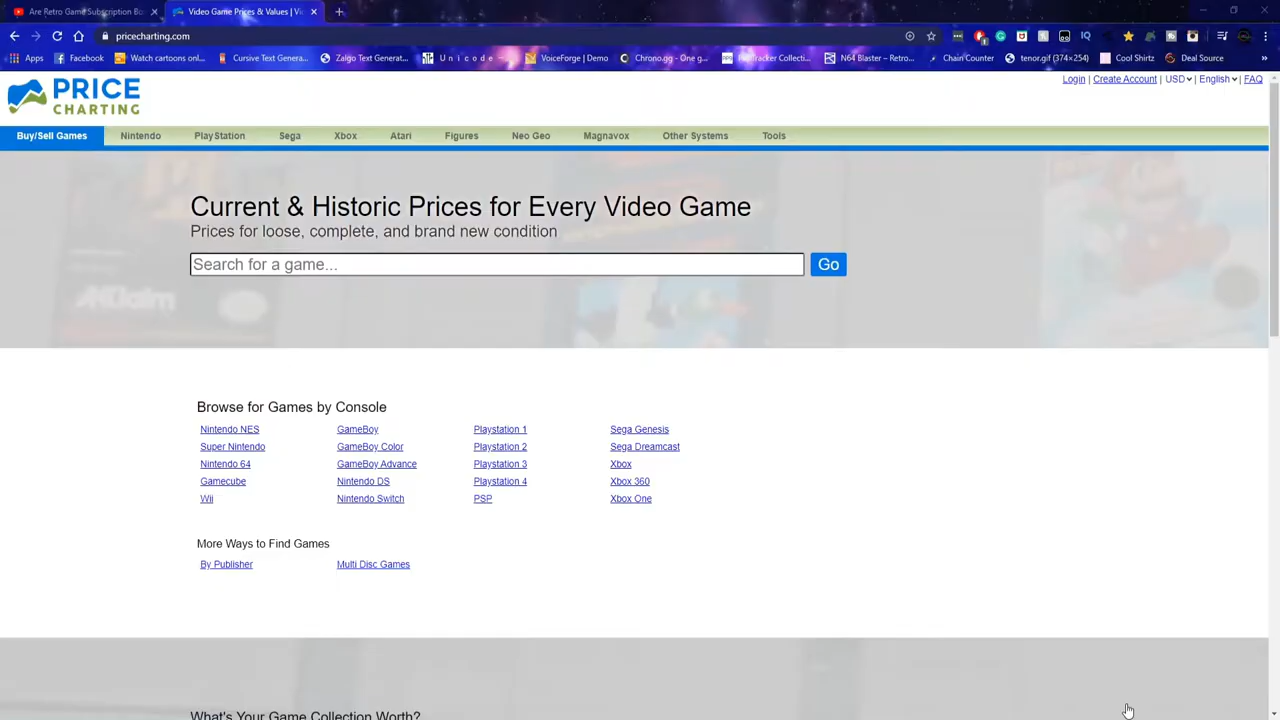 Are Retro Game Subscription Bo
Video Game Prices & Values | Vi
pricecharting.com
Apps
Facebook
Watch cartoons onl...
Cursive Text Genera...
Zalgo Text Generat...
U n i c o d e
VoiceForge | Demo
Chrono.gg - One g...
Tracker Collecti...
N64 Blaster – Retro...
Chain Counter
tenor.gif (374×254)
Cool Shirtz
Deal Source
PRICE
CHARTING
Login | Create Account | USD | English | FAQ
Buy/Sell Games Nintendo PlayStation Sega Xbox Atari Figures Neo Geo Magnavox Other Systems Tools
Current & Historic Prices for Every Video Game
Prices for loose, complete, and brand new condition
Search for a game... Go
Akclaim
Browse for Games by Console
Nintendo NES GameBoy Playstation 1 Sega Genesis
Super Nintendo GameBoy Color Playstation 2 Sega Dreamcast
Nintendo 64 GameBoy Advance Playstation 3 Xbox
Gamecube Nintendo DS Playstation 4 Xbox 360
Wii Nintendo Switch PSP Xbox One
More Ways to Find Games
By Publisher Multi Disc Games
What's Your Game Collection Worth?